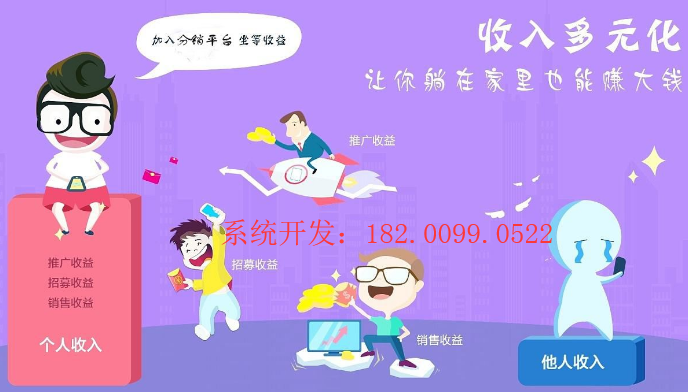 收入多元化
让你躺在家里也能赚大钱
加入分销平台 坐等收益
推广收益
系统开发：182.0099.0522
招募收益
推广收益
招募收益
销售收益
个人收入
销售收益
他人收入